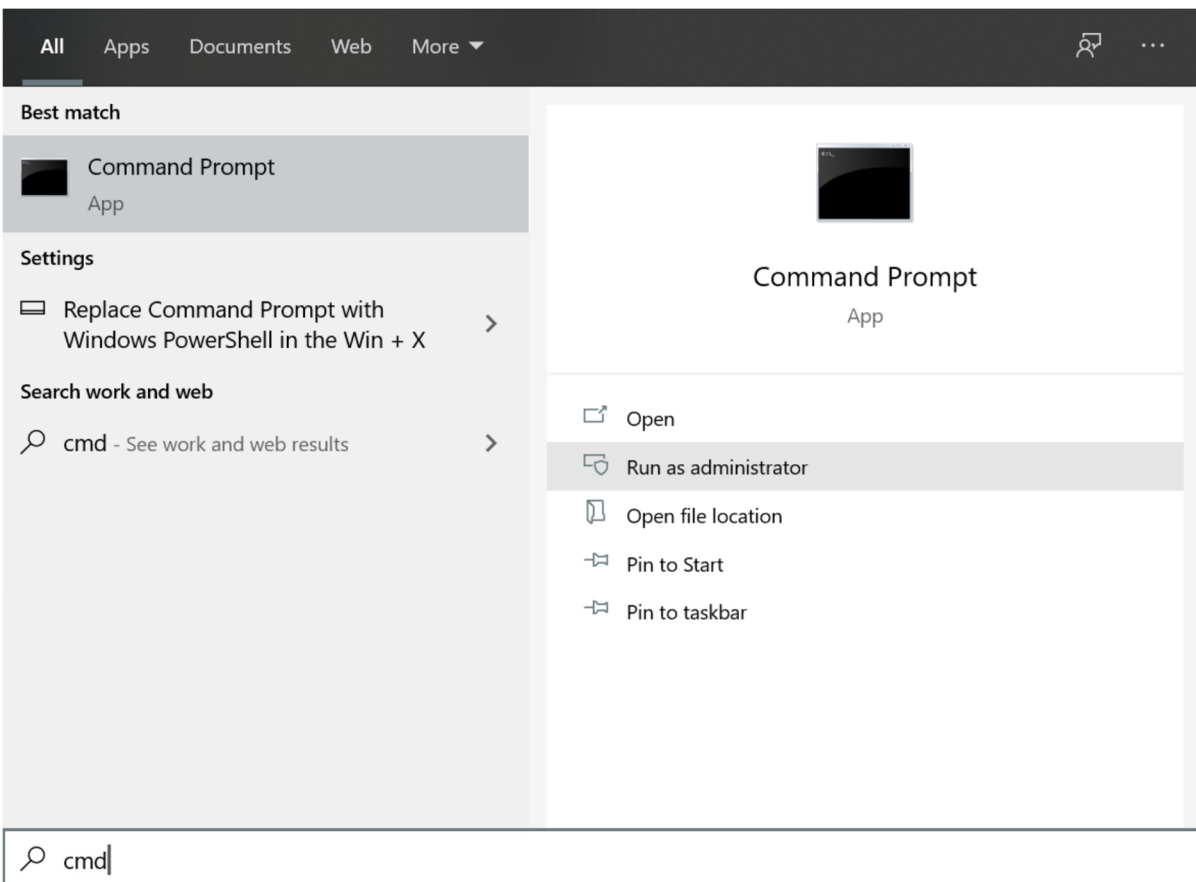 All Apps Documents Web More
Best match
Command Prompt
App
Settings
Replace Command Prompt with
Windows PowerShell in the Win + X
Search work and web
cmd - See work and web results
Command Prompt
App
Open
Run as administrator
Open file location
Pin to Start
Pin to taskbar
cmd